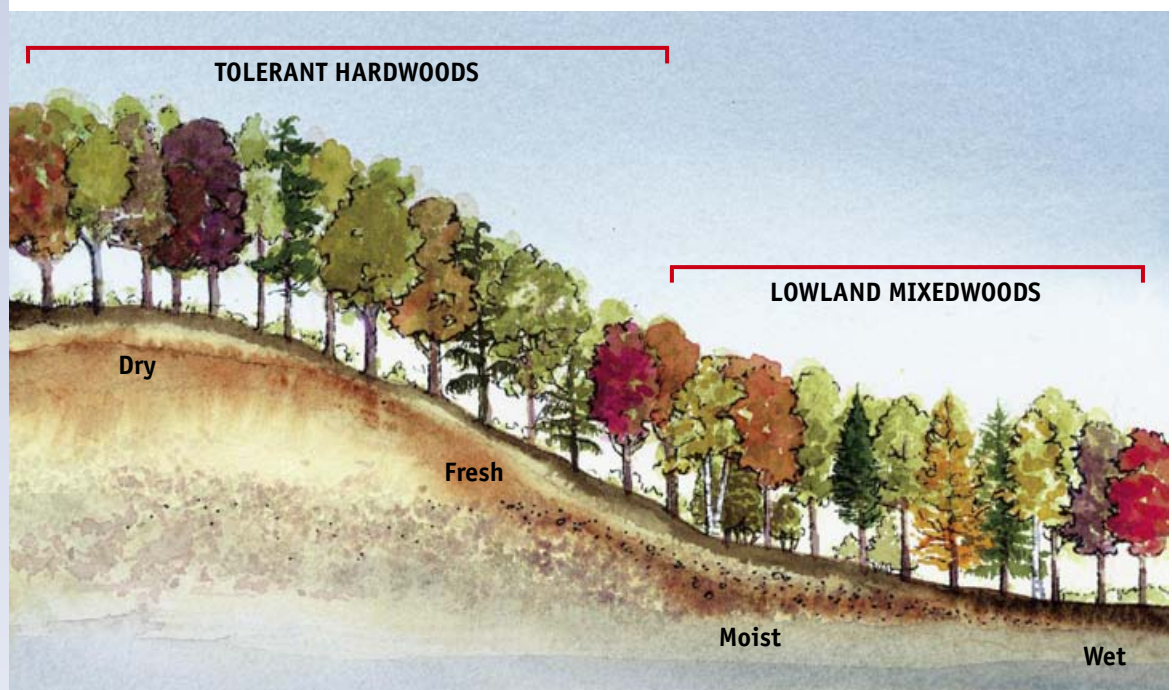 TOLERANT HARDWOODS
LOWLAND MIXEDWOODS
Dry
Fresh
Moist
Wet